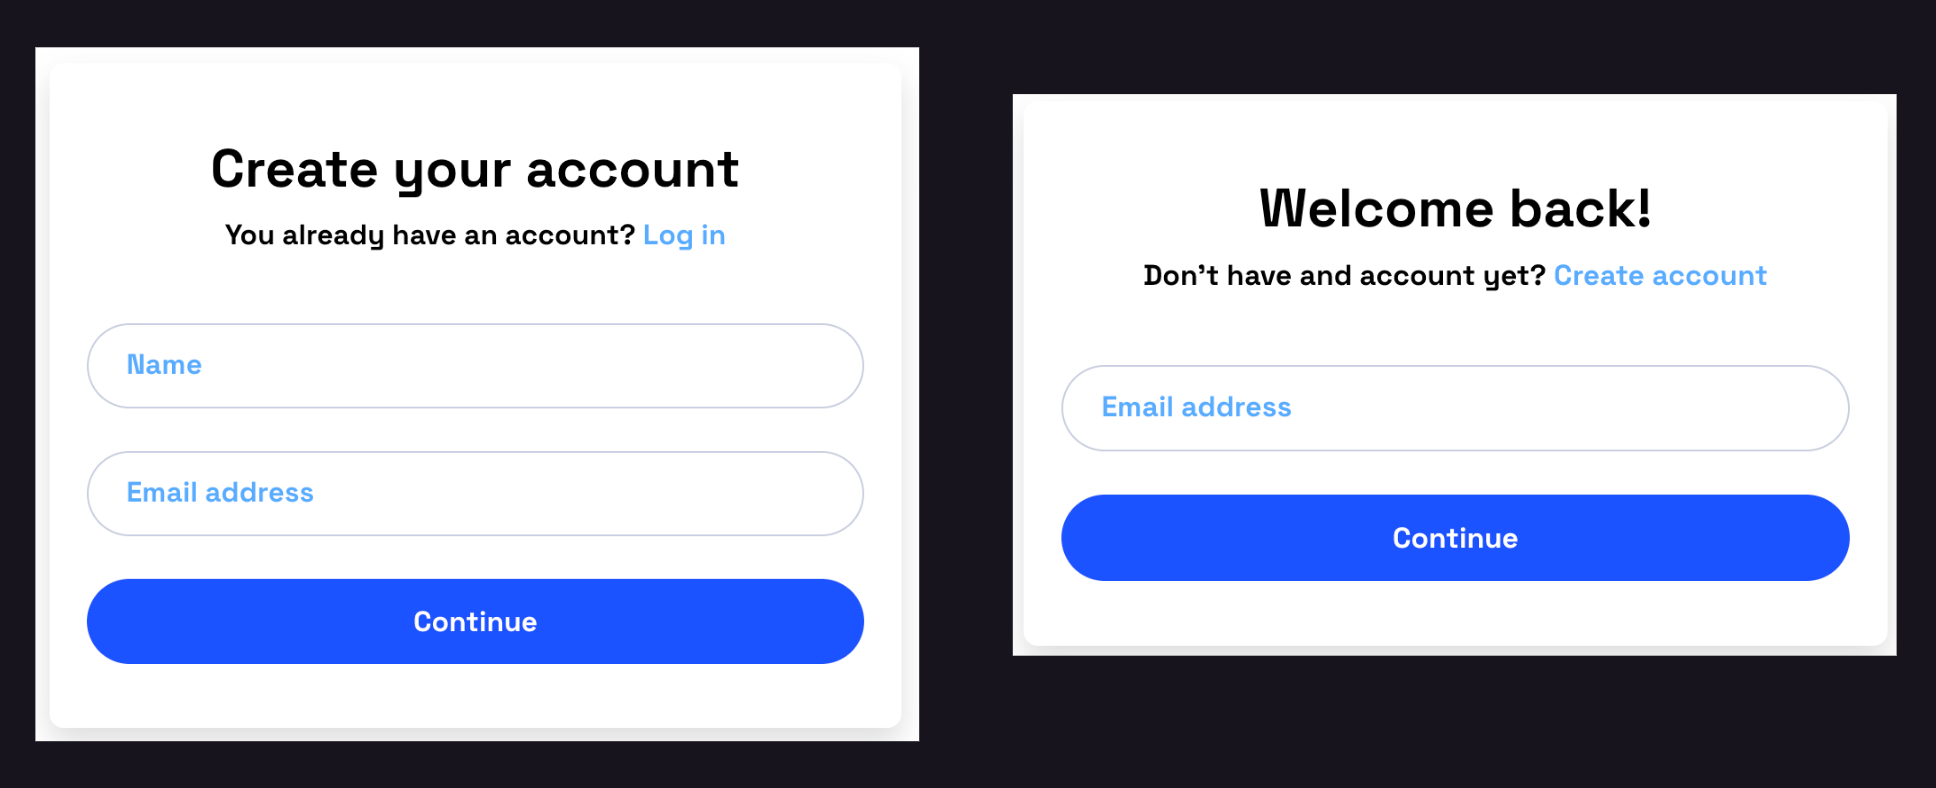 Create your account
You already have an account? Log in
Name
Email address
Continue
Welcome back!
Don’t have and account yet? Create account
Email address
Continue